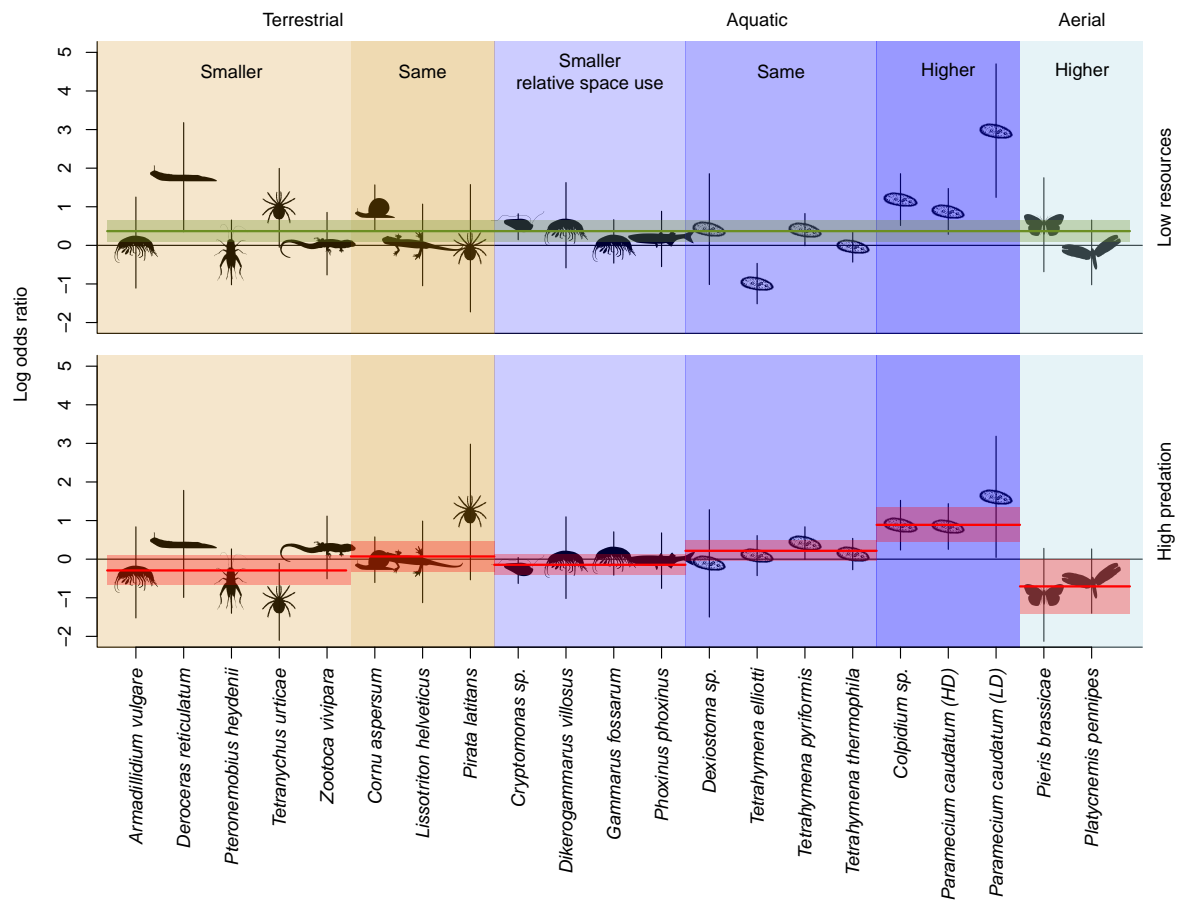 Terrestrial Aquatic Aerial
Smaller Same Smaller Same Higher Higher
relative space use
5
4
3
2
1
0
−1
−2
Low resources
Log odds ratio
5
4
3
2
1
0
−1
−2
High predation
Armadillidium vulgare
Deroceras reticulatum
Pteronemobius heydenii
Tetranychus urticae
Zootoca vivipara
Cornu aspersum
Lissotriton helveticus
Pirata latitans
Cryptomonas sp.
Dikerogammarus villosus
Gammarus fossarum
Phoxinus phoxinus
Dexiostoma sp.
Tetrahymena elliotti
Tetrahymena pyriformis
Tetrahymena thermophila
Colpidium sp.
Paramecium caudatum (HD)
Paramecium caudatum (LD)
Pieris brassicae
Platycnemis pennipes